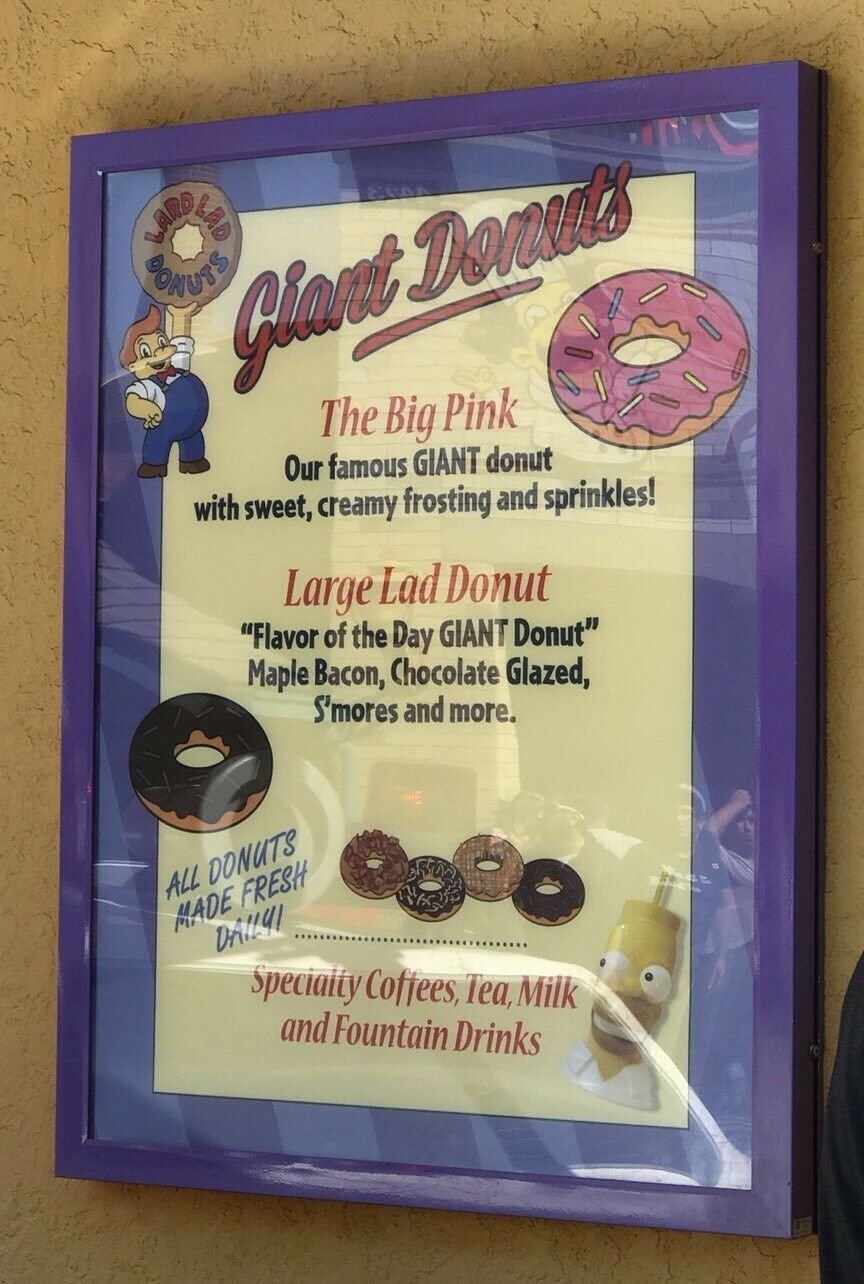 LARD LAD
DONUTS
Giant Donuts
The Big Pink
Our famous GIANT donut
with sweet, creamy frosting and sprinkles!
Large Lad Donut
“Flavor of the Day GIANT Donut”
Maple Bacon, Chocolate Glazed,
S’mores and more.
ALL DONUTS
MADE FRESH
DAILY!
Specialty Coffees, Tea, Milk
and Fountain Drinks